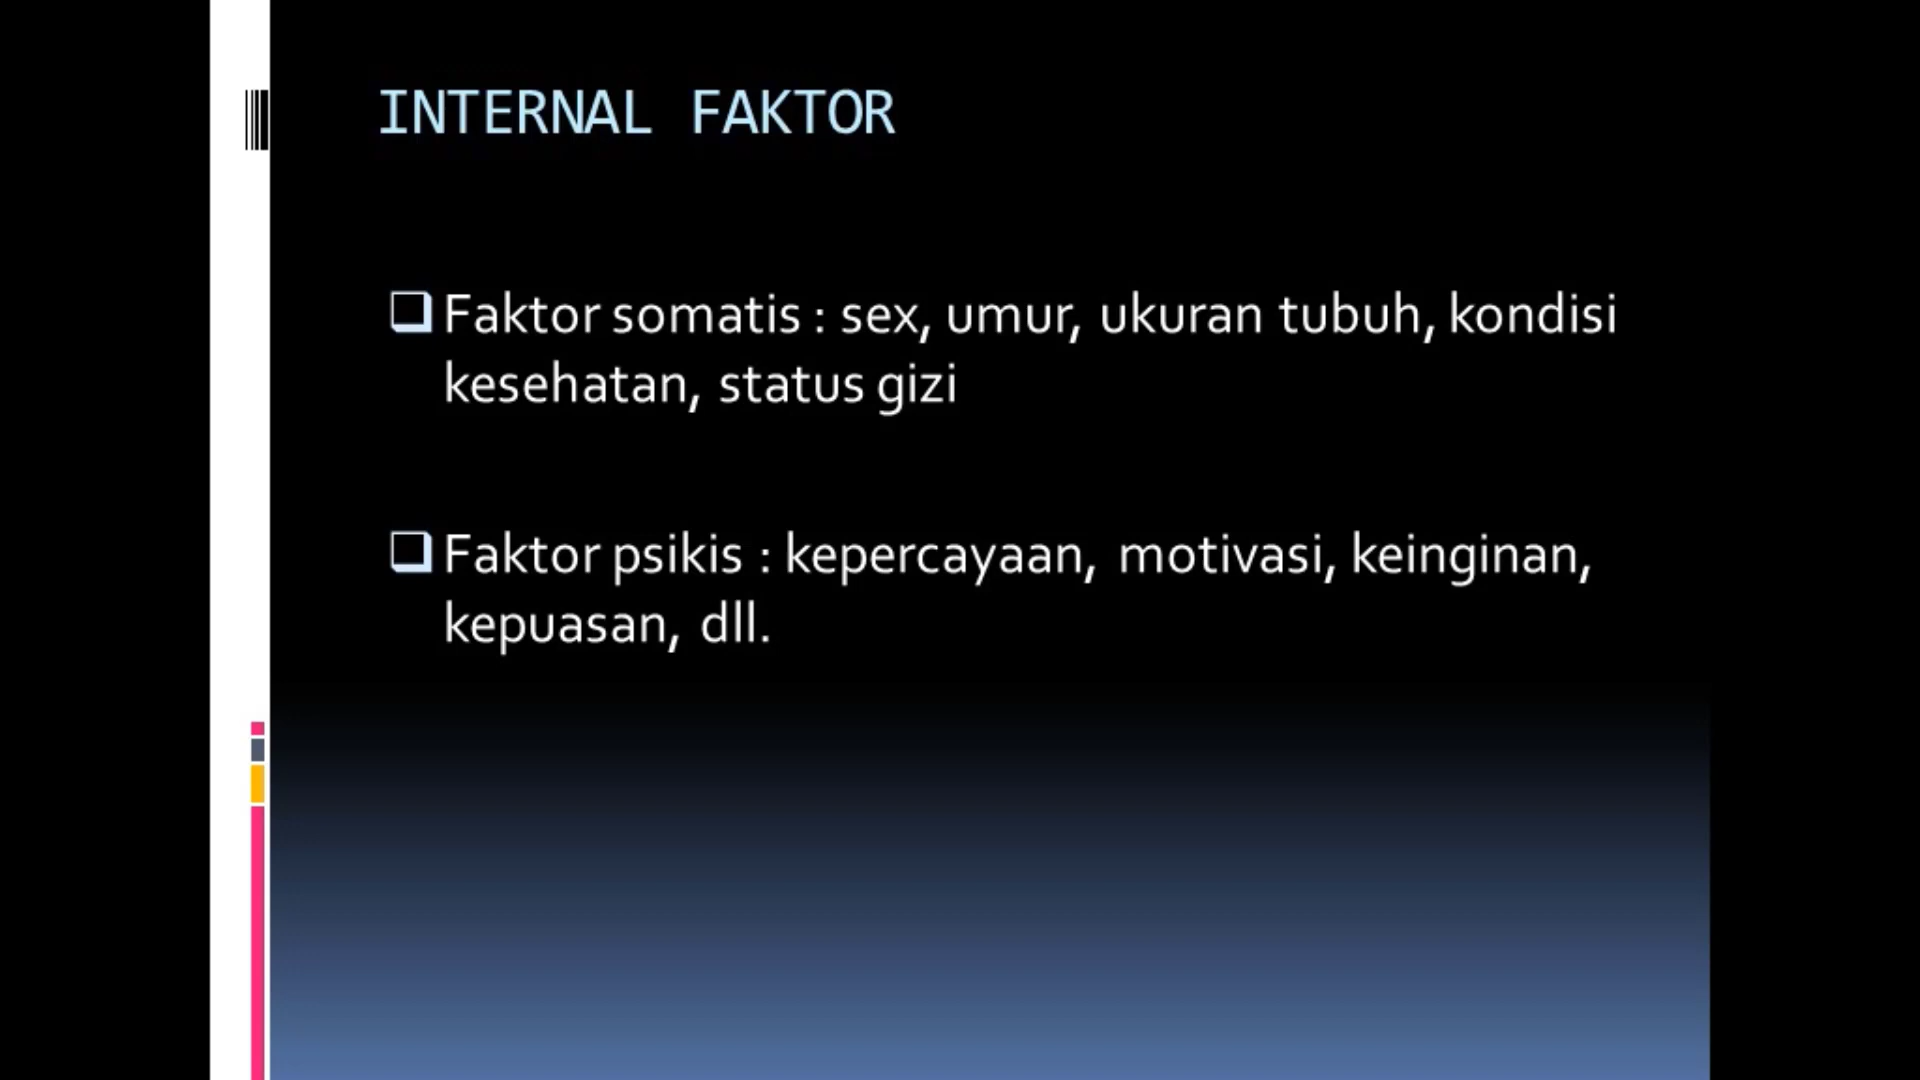 INTERNAL FAKTOR
Faktor somatis : sex, umur, ukuran tubuh, kondisi
kesehatan, status gizi
Faktor psikis : kepercayaan, motivasi, keinginan,
kepuasan, dll.